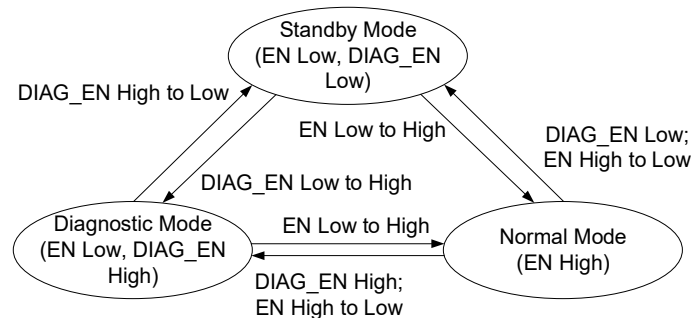 Standby Mode
(EN Low, DIAG_EN
Low)
DIAG_EN High to Low
EN Low to High
DIAG_EN Low;
EN High to Low
DIAG_EN Low to High
Diagnostic Mode
(EN Low, DIAG_EN
High)
EN Low to High
Normal Mode
(EN High)
DIAG_EN High;
EN High to Low